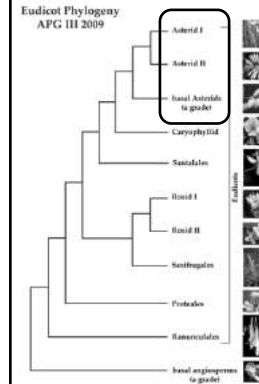 Eudicot Phylogeny
APG III 2009
Asterid I
Asterid II
basal Asterids
(a grade)
Caryophyllid
Santalales
Rosid I
Rosid II
Saxifragales
Proteales
Ranunculales
basal angiosperms
(a grade)
Eudicots